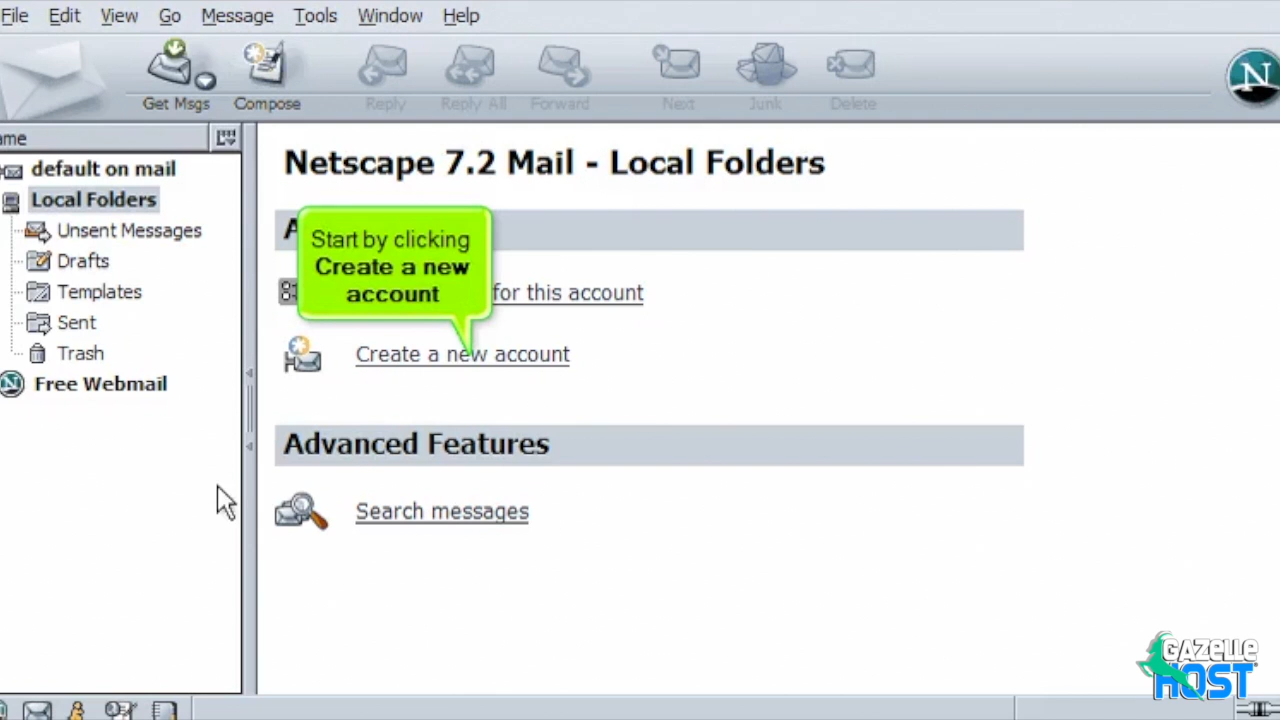 File Edit View Go Message Tools Window Help
Get Msgs Compose Reply Reply All Forward Next Junk Delete
N
ame
default on mail
Local Folders
Unsent Messages
Drafts
Templates
Sent
Trash
N Free Webmail
Netscape 7.2 Mail - Local Folders
A
Start by clicking
Create a new
account
for this account
Create a new account
Advanced Features
Search messages
GAZELLE
HOST